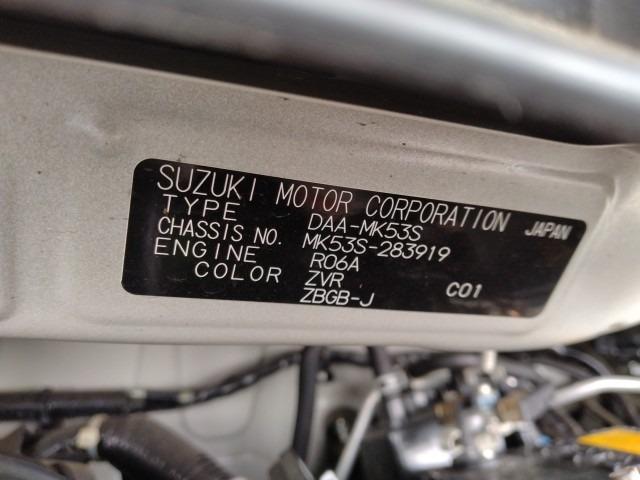 SUZUKI MOTOR CORPORATION JAPAN
TYPE DAA-MK53S
CHASSIS NO. MK53S-283919
ENGINE R06A
COLOR ZVR
ZBGB-J C01